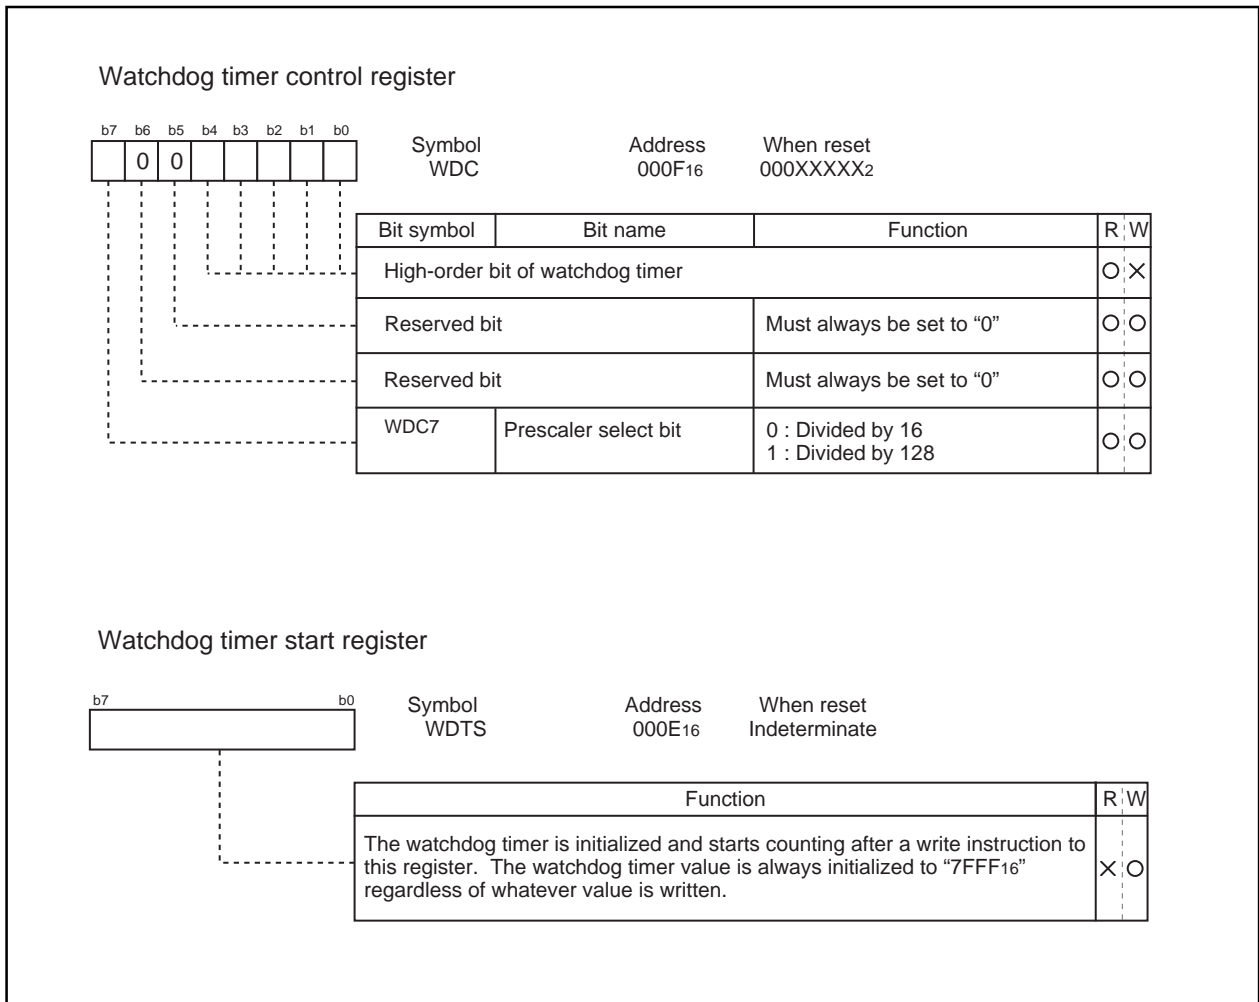 Watchdog timer control register
b7 b6 b5 b4 b3 b2 b1 b0
0 0
Symbol Address When reset
WDC 000F16 000XXXXX2
Bit symbol Bit name Function R W
High-order bit of watchdog timer
Reserved bit Must always be set to “0”
Reserved bit Must always be set to “0”
WDC7 Prescaler select bit 0 : Divided by 16
1 : Divided by 128
Watchdog timer start register
b7 b0
Symbol Address When reset
WDTS 000E16 Indeterminate
Function R W
The watchdog timer is initialized and starts counting after a write instruction to
this register. The watchdog timer value is always initialized to “7FFF16”
regardless of whatever value is written.